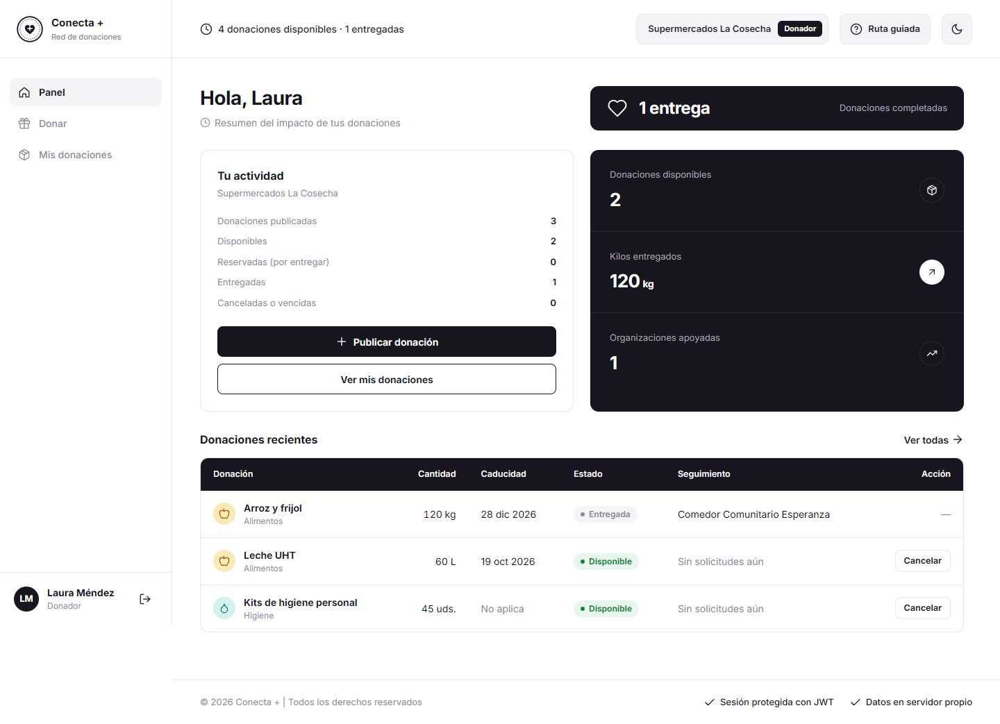 Conecta +
Red de donaciones
4 donaciones disponibles · 1 entregadas
Supermercados La Cosecha Donador
Ruta guiada
Panel
Donar
Mis donaciones
Hola, Laura
Resumen del impacto de tus donaciones
1 entrega
Donaciones completadas
Tu actividad
Supermercados La Cosecha
Donaciones publicadas 3
Disponibles 2
Reservadas (por entregar) 0
Entregadas 1
Canceladas o vencidas 0
Publicar donación
Ver mis donaciones
Donaciones disponibles
2
Kilos entregados
120 kg
Organizaciones apoyadas
1
Donaciones recientes
Ver todas
Donación Cantidad Caducidad Estado Seguimiento Acción
Arroz y frijol
Alimentos
120 kg 28 dic 2026 Entregada Comedor Comunitario Esperanza —
Leche UHT
Alimentos
60 L 19 oct 2026 Disponible Sin solicitudes aún Cancelar
Kits de higiene personal
Higiene
45 uds. No aplica Disponible Sin solicitudes aún Cancelar
LM
Laura Méndez
Donador
© 2026 Conecta + | Todos los derechos reservados
Sesión protegida con JWT
Datos en servidor propio